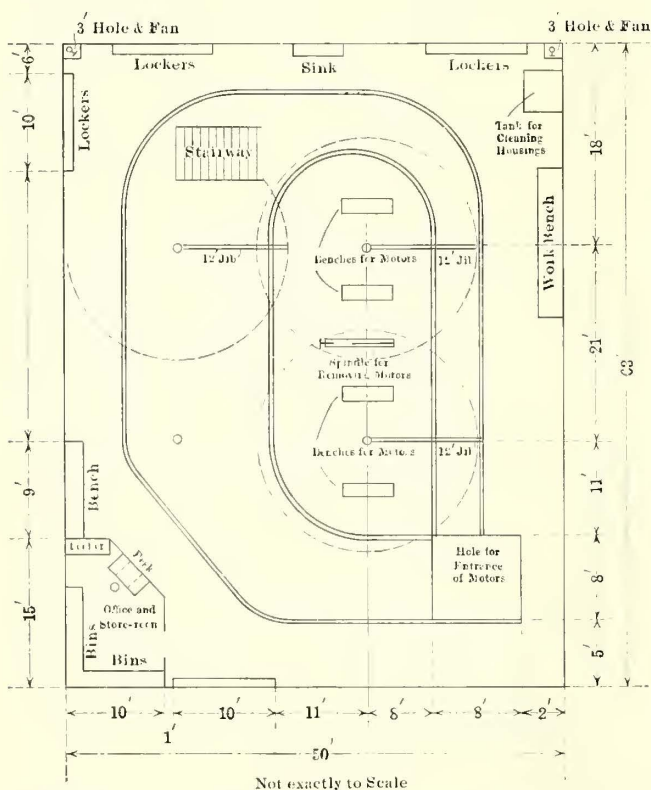 3' Hole & Fan
3' Hole & Fan
Lockers
Sink
Lockers
6'
10'
Lockers
Stairway
Tank for
Cleaning
Housings
18'
Work Bench
12' Jib
Benches for Motors
12' Jib
21'
63'
Spindle for
Removing Motors
Benches for Motors
12' Jib
9'
Bench
11'
Hole for
Entrance
of Motors
8'
15'
Office and
Store-room
Bins
Bins
5'
10'
1'
10'
11'
8'
2'
50'
Not exactly to Scale